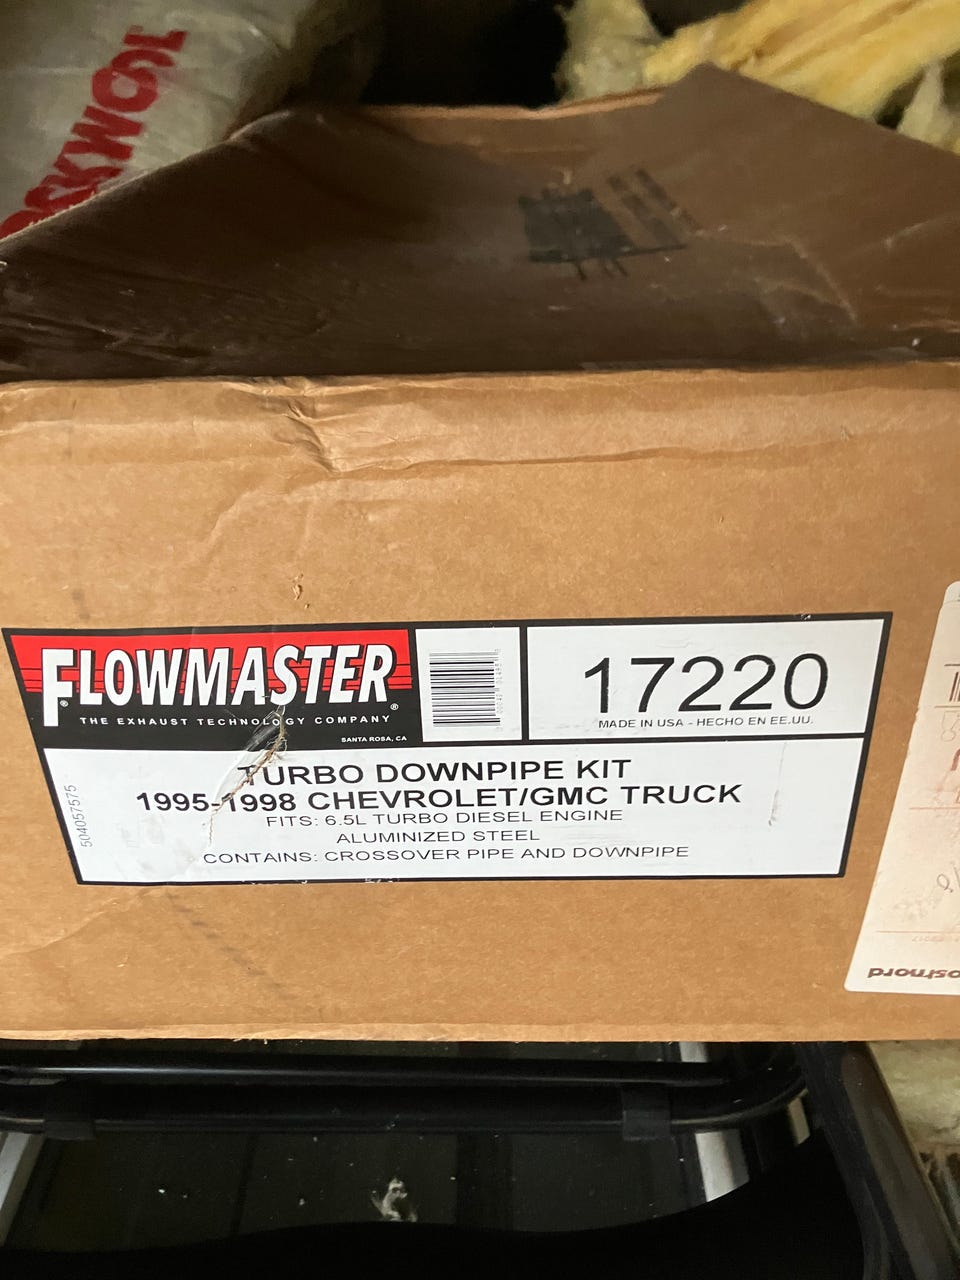 FLOWMASTER®
THE EXHAUST TECHNOLOGY COMPANY
SANTA ROSA, CA
17220
MADE IN USA - HECHO EN EE.UU.
TURBO DOWNPIPE KIT
1995-1998 CHEVROLET/GMC TRUCK
FITS: 6.5L TURBO DIESEL ENGINE
ALUMINIZED STEEL
CONTAINS: CROSSOVER PIPE AND DOWNPIPE
504057575
ostnord